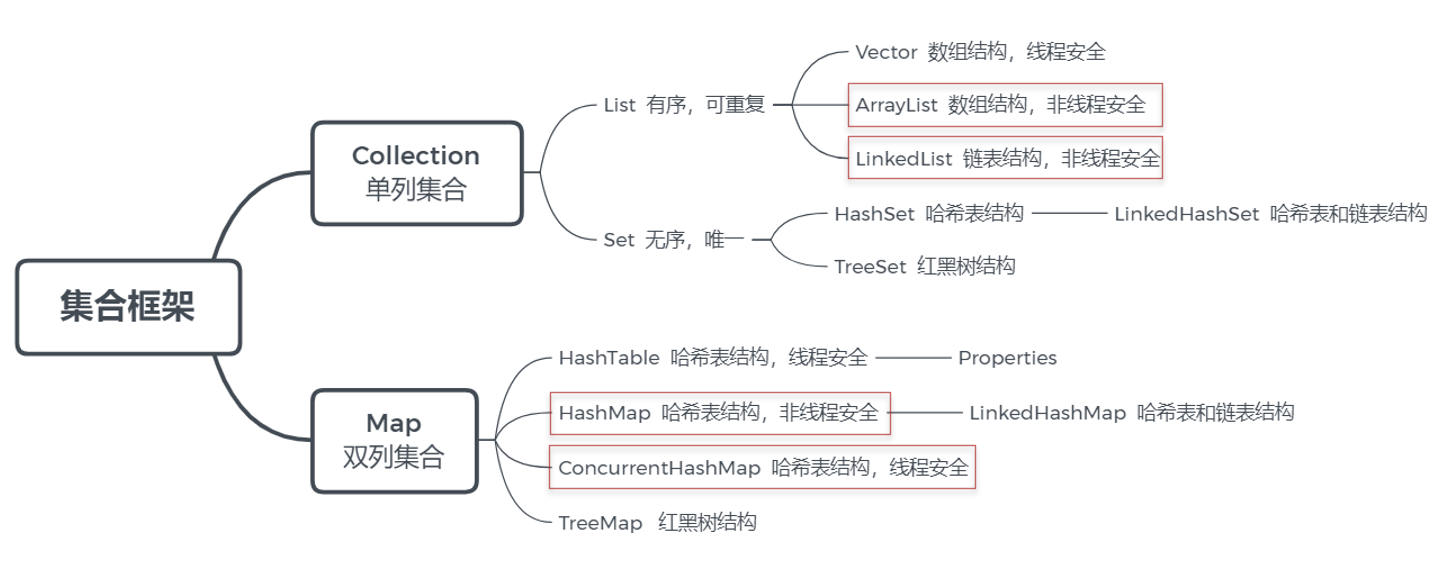 集合框架
Collection
单列集合
List 有序，可重复
Vector 数组结构，线程安全
ArrayList 数组结构，非线程安全
LinkedList 链表结构，非线程安全
Set 无序，唯一
HashSet 哈希表结构
LinkedHashSet 哈希表和链表结构
TreeSet 红黑树结构
Map
双列集合
HashTable 哈希表结构，线程安全
Properties
HashMap 哈希表结构，非线程安全
LinkedHashMap 哈希表和链表结构
ConcurrentHashMap 哈希表结构，线程安全
TreeMap 红黑树结构